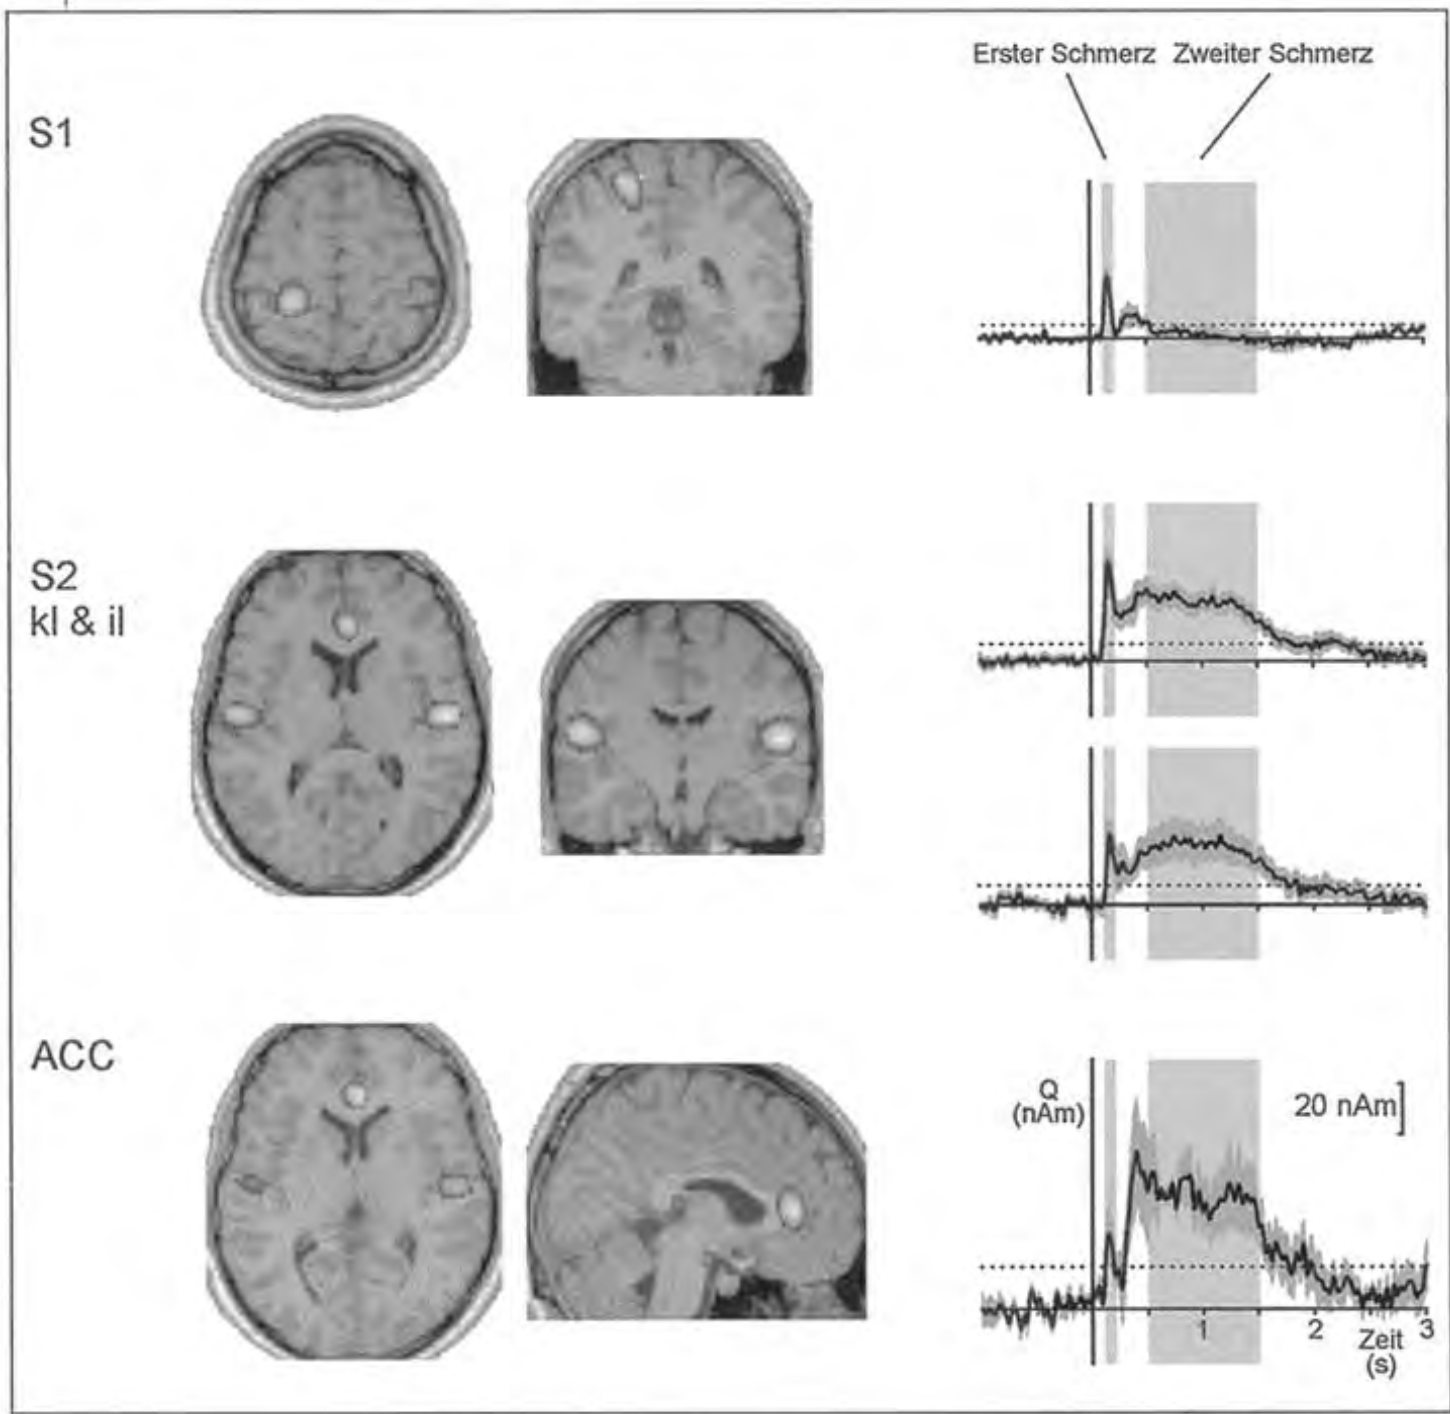 Erster Schmerz Zweiter Schmerz
S1
S2
kl & il
ACC
Q
(nAm)
20 nAm
1 2 3
Zeit
(s)